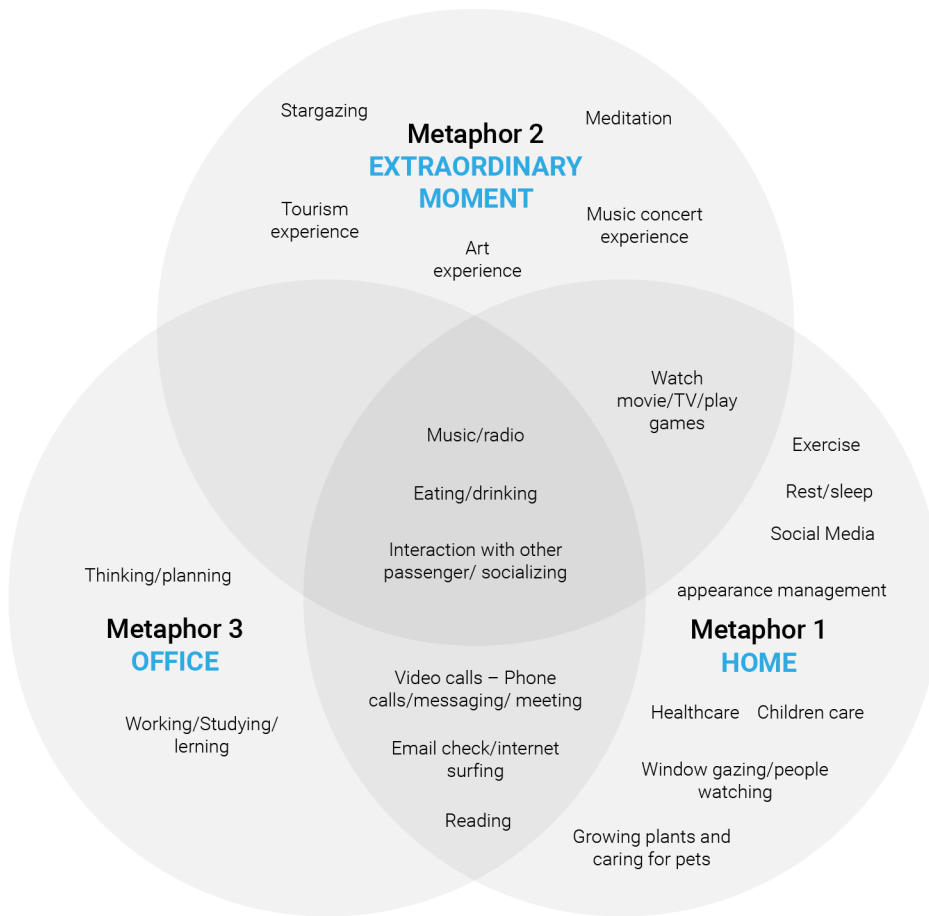 Stargazing
Meditation
Metaphor 2
EXTRAORDINARY
MOMENT
Tourism
experience
Music concert
experience
Art
experience
Watch
movie/TV/play
games
Music/radio
Exercise
Eating/drinking
Rest/sleep
Social Media
Interaction with other
passenger/ socializing
Thinking/planning
appearance management
Metaphor 3
OFFICE
Metaphor 1
HOME
Video calls – Phone
calls/messaging/ meeting
Healthcare
Children care
Working/Studying/
lerning
Email check/internet
surfing
Window gazing/people
watching
Reading
Growing plants and
caring for pets